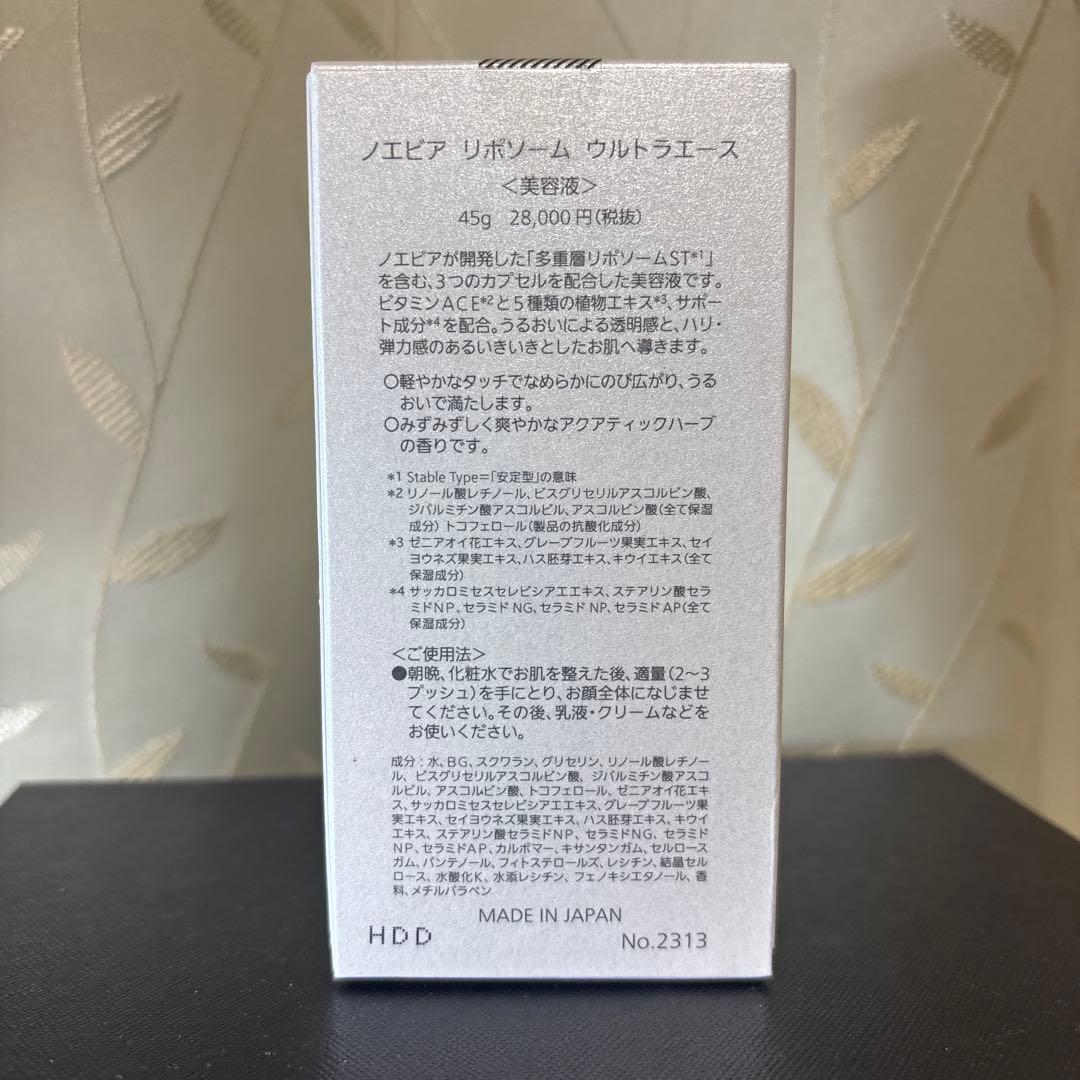 ノエビア リポソーム ウルトラエース
＜美容液＞
45g 28,000円（税抜）
ノエビアが開発した「多重層リポソームST*1」
を含む、3つのカプセルを配合した美容液です。
ビタミンACE*2と5種類の植物エキス*3、サポー
ト成分*4を配合。うるおいによる透明感と、ハリ・
弾力感のあるいきいきとしたお肌へ導きます。
○軽やかなタッチでなめらかにのび広がり、うる
おいで満たします。
○みずみずしく爽やかなアクアティックハーブ
の香りです。
*1 Stable Type＝「安定型」の意味
*2 リノール酸レチノール、ビスグリセリルアスコルビン酸、
ジパルミチン酸アスコルビル、アスコルビン酸（全て保湿
成分）トコフェロール（製品の抗酸化成分）
*3 ゼニアオイ花エキス、グレープフルーツ果実エキス、セイ
ヨウネズ果実エキス、ハス胚芽エキス、キウイエキス（全て
保湿成分）
*4 サッカロミセスセレビシアエエキス、ステアリン酸セラ
ミドNP、セラミドNG、セラミドNP、セラミドAP（全て
保湿成分）
＜ご使用法＞
●朝晩、化粧水でお肌を整えた後、適量（2〜3
プッシュ）を手にとり、お顔全体になじませ
てください。その後、乳液・クリームなどを
お使いください。
成分：水、BG、スクワラン、グリセリン、リノール酸レチノー
ル、ビスグリセリルアスコルビン酸、ジパルミチン酸アスコ
ルビル、アスコルビン酸、トコフェロール、ゼニアオイ花エキ
ス、サッカロミセスセレビシアエエキス、グレープフルーツ果
実エキス、セイヨウネズ果実エキス、ハス胚芽エキス、キウイ
エキス、ステアリン酸セラミドNP、セラミドNG、セラミド
NP、セラミドAP、カルボマー、キサンタンガム、セルロース
ガム、パンテノール、フィトステロールズ、レシチン、結晶セル
ロース、水酸化K、水添レシチン、フェノキシエタノール、香
料、メチルパラベン
MADE IN JAPAN
HDD
No.2313